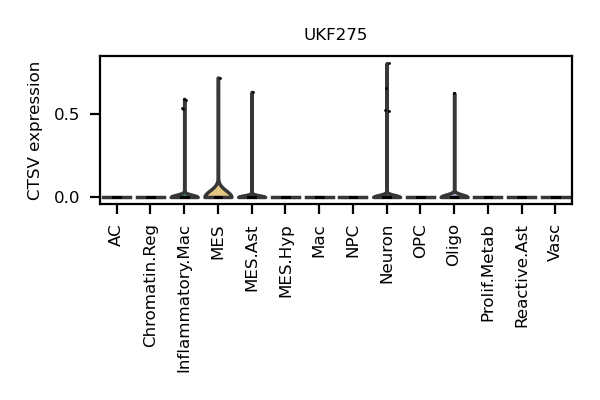 UKF275
CTSV expression
0.5
0.0
AC
Chromatin.Reg
Inflammatory.Mac
MES
MES.Ast
MES.Hyp
Mac
NPC
Neuron
OPC
Oligo
Prolif.Metab
Reactive.Ast
Vasc